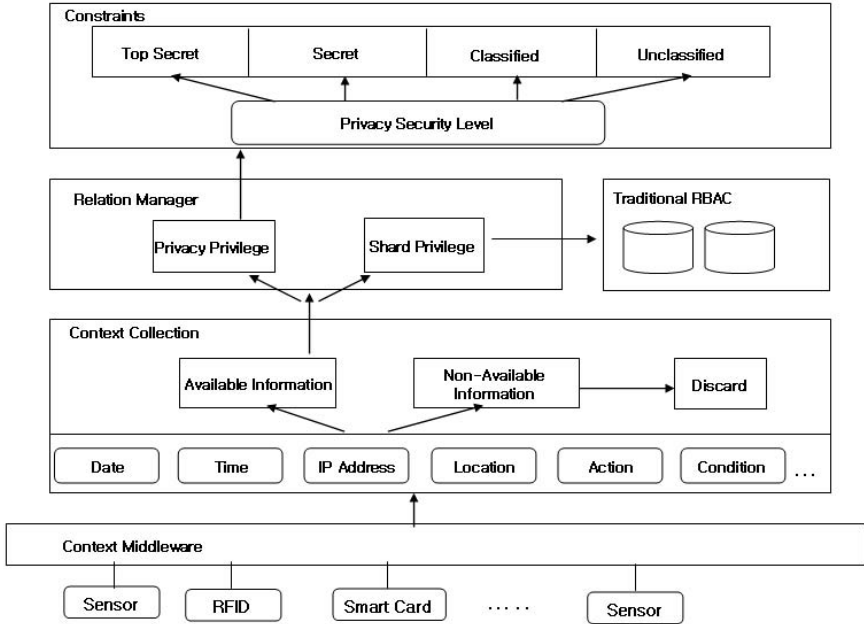 Constraints
Top Secret
Secret
Classified
Unclassified
Privacy Security Level
Relation Manager
Privacy Privilege
Shard Privilege
Traditional RBAC
Context Collection
Available Information
Non-Available
Information
Discard
Date
Time
IP Address
Location
Action
Condition
...
Context Middleware
Sensor
RFID
Smart Card
.....
Sensor